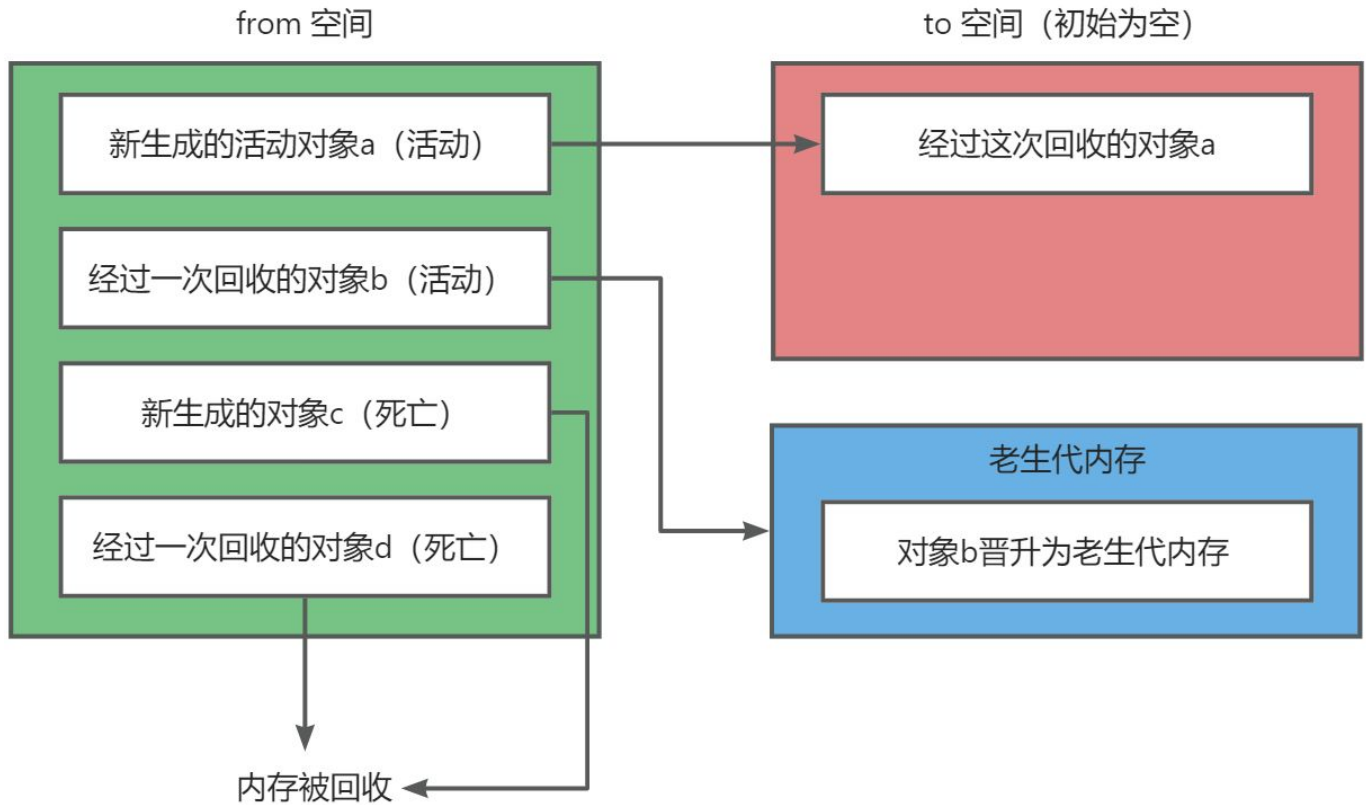 from 空间
to 空间（初始为空）
新生成的活动对象a（活动）
经过这次回收的对象a
经过一次回收的对象b（活动）
新生成的对象c（死亡）
老生代内存
经过一次回收的对象d（死亡）
对象b晋升为老生代内存
内存被回收